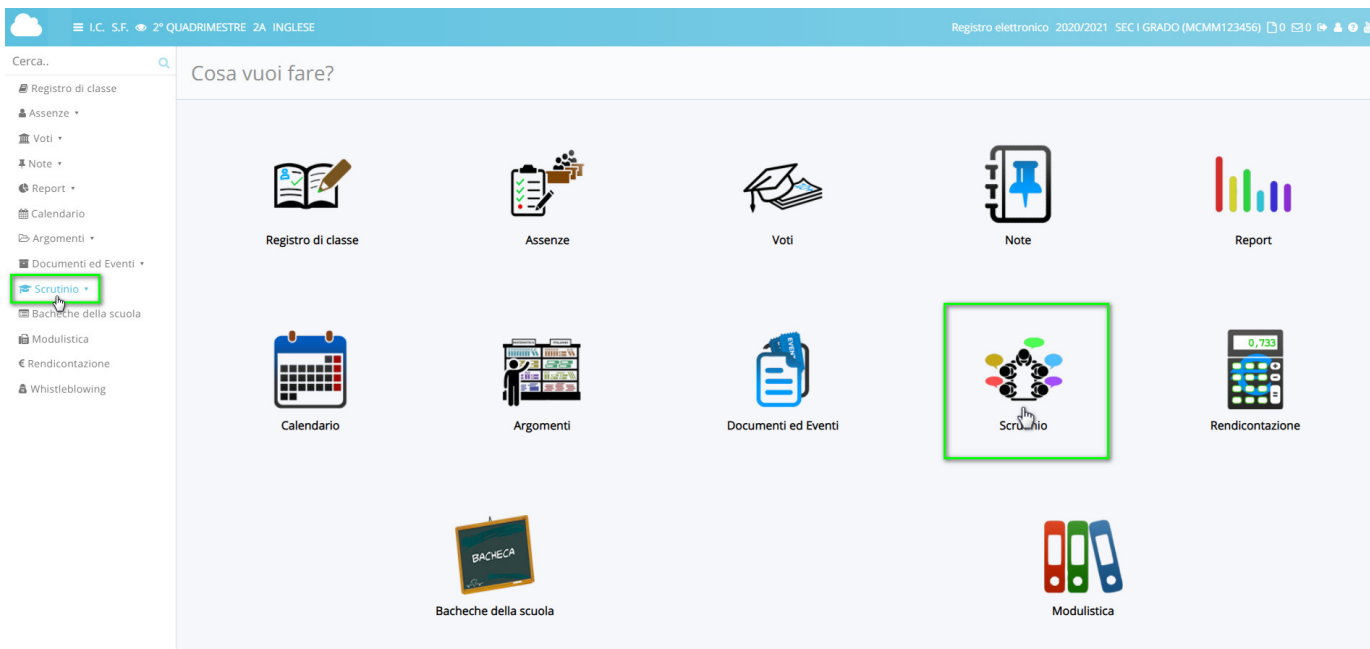 I.C. S.F. 2° QUADRIMESTRE 2A INGLESE
Registro elettronico 2020/2021 SEC I GRADO (MCMM123456) 0 0
Cerca..
Registro di classe
Assenze
Voti
Note
Report
Calendario
Argomenti
Documenti ed Eventi
Scrutinio
Bacheche della scuola
Modulistica
€ Rendicontazione
Whistleblowing
Cosa vuoi fare?
Registro di classe
Assenze
Voti
Note
Report
EVENT
0,733
Calendario
Argomenti
Documenti ed Eventi
Scrutinio
Rendicontazione
BACHECA
Bacheche della scuola
Modulistica